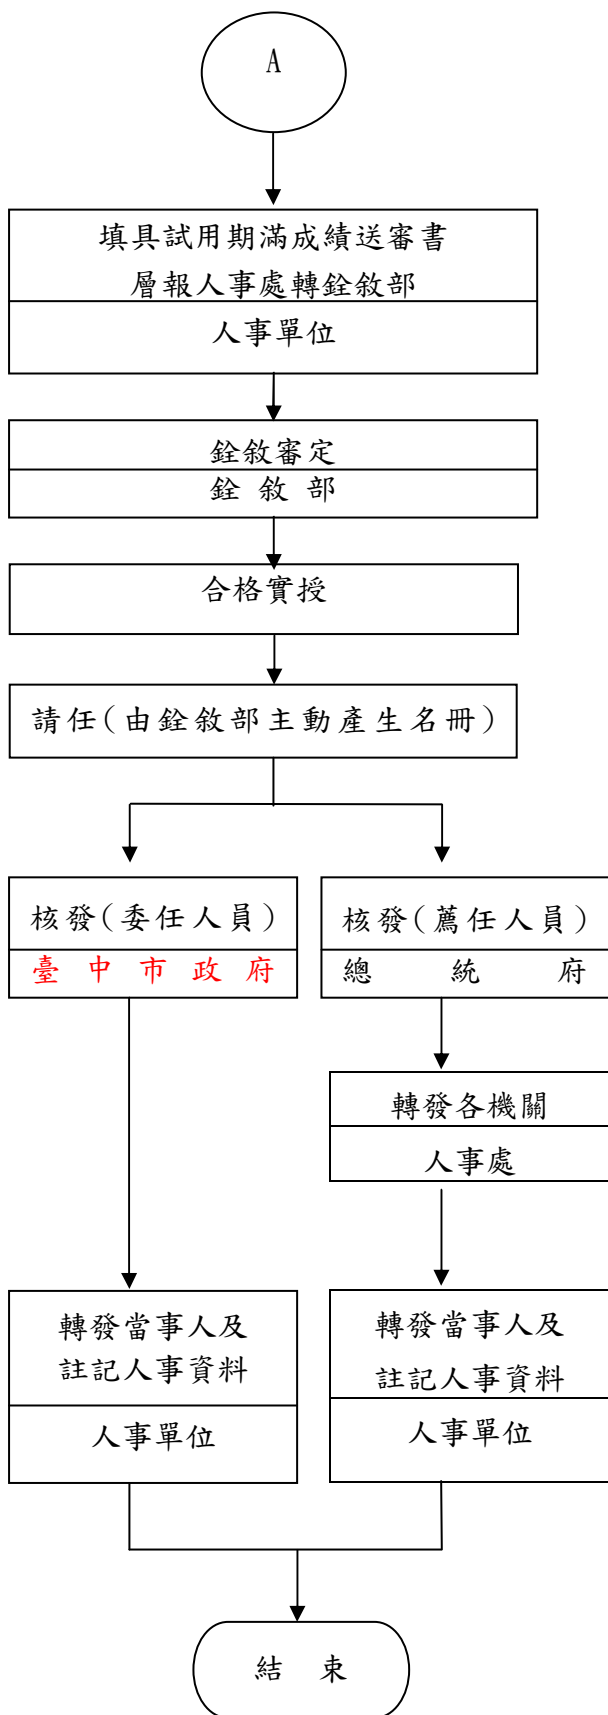 A
填具試用期滿成績送審書
層報人事處轉銓敘部
人事單位
銓敘審定
銓敘部
合格實授
請任(由銓敘部主動產生名冊)
核發(委任人員)
臺中市政府
核發(薦任人員)
總統府
轉發各機關
人事處
轉發當事人及
註記人事資料
人事單位
轉發當事人及
註記人事資料
人事單位
結束